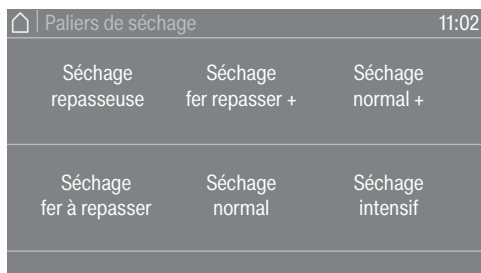 Paliers de séchage 11:02
Séchage Séchage Séchage
repasseuse fer repasser + normal +
Séchage Séchage Séchage
fer à repasser normal intensif